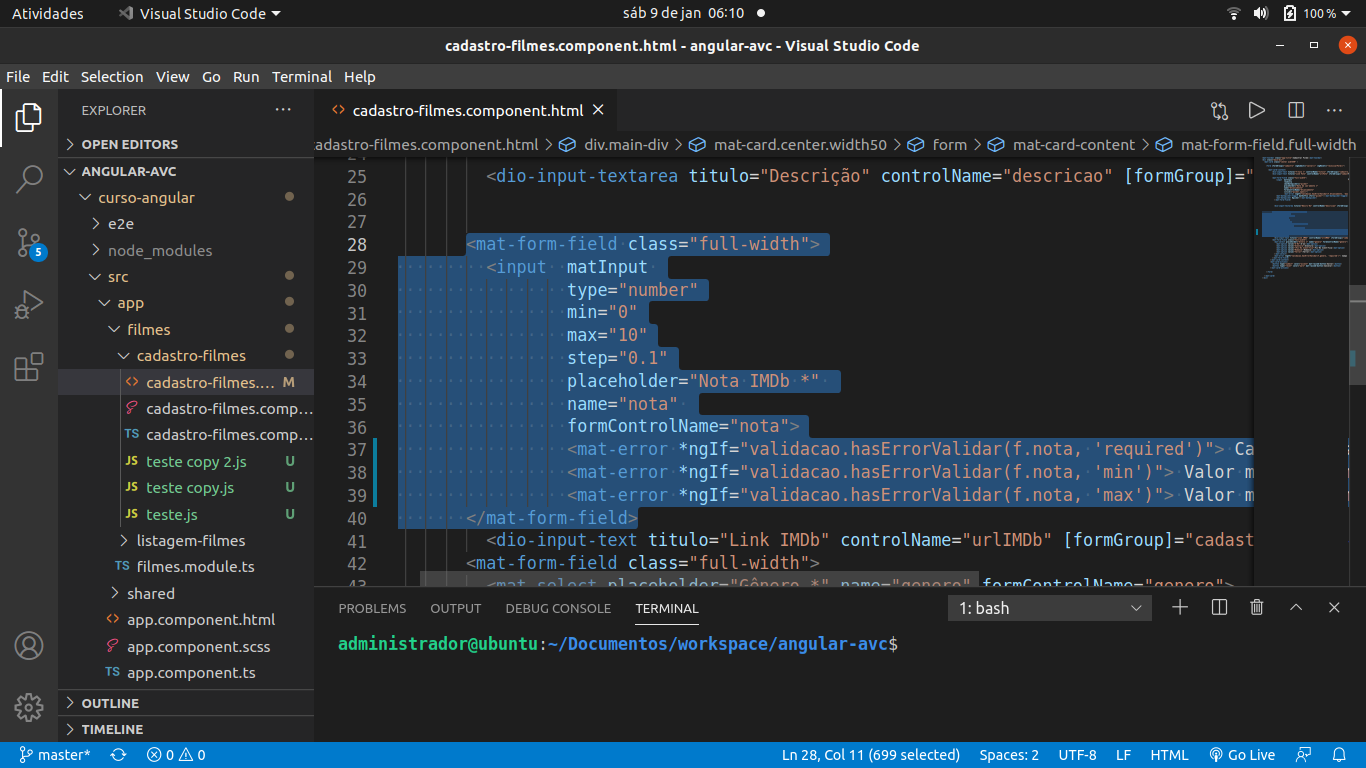 Atividades Visual Studio Code sáb 9 de jan 06:10 100 %
cadastro-filmes.component.html - angular-avc - Visual Studio Code
File Edit Selection View Go Run Terminal Help
EXPLORER
OPEN EDITORS
ANGULAR-AVC
curso-angular
e2e
node_modules
src
app
filmes
cadastro-filmes
cadastro-filmes.... M
cadastro-filmes.comp...
TS cadastro-filmes.comp...
JS teste copy 2.js U
JS teste copy.js U
JS teste.js U
listagem-filmes
TS filmes.module.ts
shared
app.component.html
app.component.scss
TS app.component.ts
OUTLINE
TIMELINE
5
cadastro-filmes.component.html
adastro-filmes.component.html > div.main-div > mat-card.center.width50 > form > mat-card-content > mat-form-field.full-width
25 <dio-input-textarea titulo="Descrição" controlName="descricao" [formGroup]="
26
27
28 <mat-form-field class="full-width">
29 <input matInput
30 type="number"
31 min="0"
32 max="10"
33 step="0.1"
34 placeholder="Nota IMDb *"
35 name="nota"
36 formControlName="nota">
37 <mat-error *ngIf="validacao.hasErrorValidar(f.nota, 'required')"> Ca
38 <mat-error *ngIf="validacao.hasErrorValidar(f.nota, 'min')"> Valor m
39 <mat-error *ngIf="validacao.hasErrorValidar(f.nota, 'max')"> Valor m
40 </mat-form-field>
41 <dio-input-text titulo="Link IMDb" controlName="urlIMDb" [formGroup]="cadast
42 <mat-form-field class="full-width">
43 <mat-select placeholder="Gênero *" name="genero" formControlName="genero">
PROBLEMS OUTPUT DEBUG CONSOLE TERMINAL 1: bash
administrador@ubuntu:~/Documentos/workspace/angular-avc$
master* 0 0 Ln 28, Col 11 (699 selected) Spaces: 2 UTF-8 LF HTML Go Live